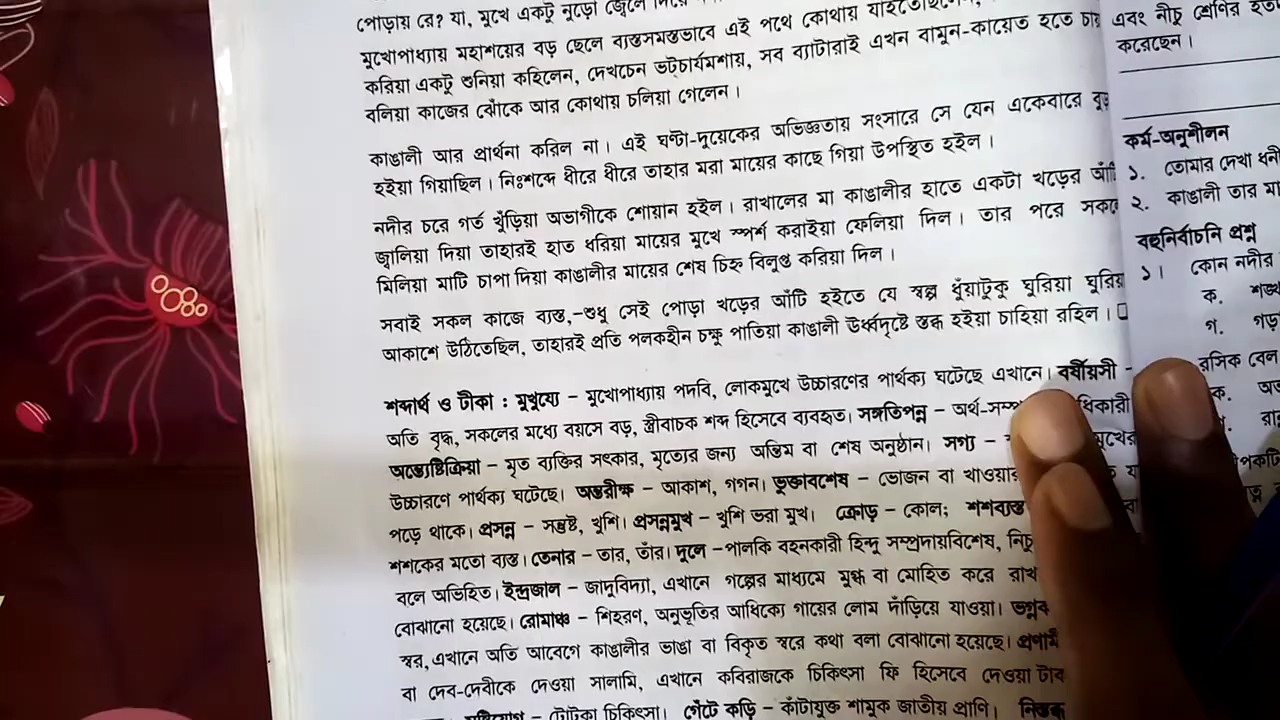 পোড়ায় রে? যা, মুখে একটু নুড়ো জ্বেলে দিয়ে
মুখোপাধ্যায় মহাশয়ের বড় ছেলে ব্যস্তসমস্তভাবে এই পথে কোথায় যাইতেছিলেন,
করিয়া একটু শুনিয়া কহিলেন, দেখচেন ভট্‌চার্যমশায়, সব ব্যাটারাই এখন বামুন-কায়েত হতে চায়
বলিয়া কাজের ঝোঁকে আর কোথায় চলিয়া গেলেন।
কাঙালী আর প্রার্থনা করিল না। এই ঘণ্টা-দুয়েকের অভিজ্ঞতায় সংসারে সে যেন একেবারে
হইয়া গিয়াছিল। নিঃশব্দে ধীরে ধীরে তাহার মরা মায়ের কাছে গিয়া উপস্থিত হইল।
নদীর চরে গর্ত খুঁড়িয়া অভাগীকে শোয়ান হইল। রাখালের মা কাঙালীর হাতে একটা খড়ের আঁটি
জ্বালিয়া দিয়া তাহারই হাত ধরিয়া মায়ের মুখে স্পর্শ করাইয়া ফেলিয়া দিল। তার পরে সকলে
মিলিয়া মাটি চাপা দিয়া কাঙালীর মায়ের শেষ চিহ্ন বিলুপ্ত করিয়া দিল।
সবাই সকল কাজে ব্যস্ত,-শুধু সেই পোড়া খড়ের আঁটি হইতে যে স্বল্প ধুঁয়াটুকু ঘুরিয়া ঘুরিয়া
আকাশে উঠিতেছিল, তাহারই প্রতি পলকহীন চক্ষু পাতিয়া কাঙালী ঊর্ধ্বদৃষ্টে স্তব্ধ হইয়া চাহিয়া রহিল। □
শব্দার্থ ও টীকা : মুখুয্যে – মুখোপাধ্যায় পদবি, লোকমুখে উচ্চারণের পার্থক্য ঘটেছে এখানে। বর্ষীয়সী –
অতি বৃদ্ধ, সকলের মধ্যে বয়সে বড়, স্ত্রীবাচক শব্দ হিসেবে ব্যবহৃত। সঙ্গতিপন্ন – অর্থ-সম্প ধিকারী
অন্ত্যেষ্টিক্রিয়া – মৃত ব্যক্তির সৎকার, মৃত্যের জন্য অন্তিম বা শেষ অনুষ্ঠান। সগ্য – মুখের
উচ্চারণে পার্থক্য ঘটেছে। অন্তরীক্ষ – আকাশ, গগন। ভুক্তাবশেষ – ভোজন বা খাওয়ার
পড়ে থাকে। প্রসন্ন – সন্তুষ্ট, খুশি। প্রসন্নমুখ – খুশি ভরা মুখ। ক্রোড় – কোল; শশব্যস্ত
শশকের মতো ব্যস্ত। তেনার – তার, তাঁর। দুলে –পালকি বহনকারী হিন্দু সম্প্রদায়বিশেষ, নিচু
বলে অভিহিত। ইন্দ্রজাল – জাদুবিদ্যা, এখানে গল্পের মাধ্যমে মুগ্ধ বা মোহিত করে রাখ
বোঝানো হয়েছে। রোমাঞ্চ – শিহরণ, অনুভূতির আধিক্যে গায়ের লোম দাঁড়িয়ে যাওয়া। ভগ্নক
স্বর, এখানে অতি আবেগে কাঙালীর ভাঙা বা বিকৃত স্বরে কথা বলা বোঝানো হয়েছে। প্রণামী
বা দেব-দেবীকে দেওয়া সালামি, এখানে কবিরাজকে চিকিৎসা ফি হিসেবে দেওয়া টাক
– টোটকা চিকিৎসা। গেঁটে কড়ি – কাঁটাযুক্ত শামুক জাতীয় প্রাণি। নিস্তব্ধ
এবং নীচু শ্রেণির
করেছেন।
কর্ম-অনুশীলন
১. তোমার দেখা ধনী
২. কাঙালী তার মা
বহুনির্বাচনি প্রশ্ন
১। কোন নদীর
ক. শঙ্খ
গ. গড়
রসিক বেল
ক.